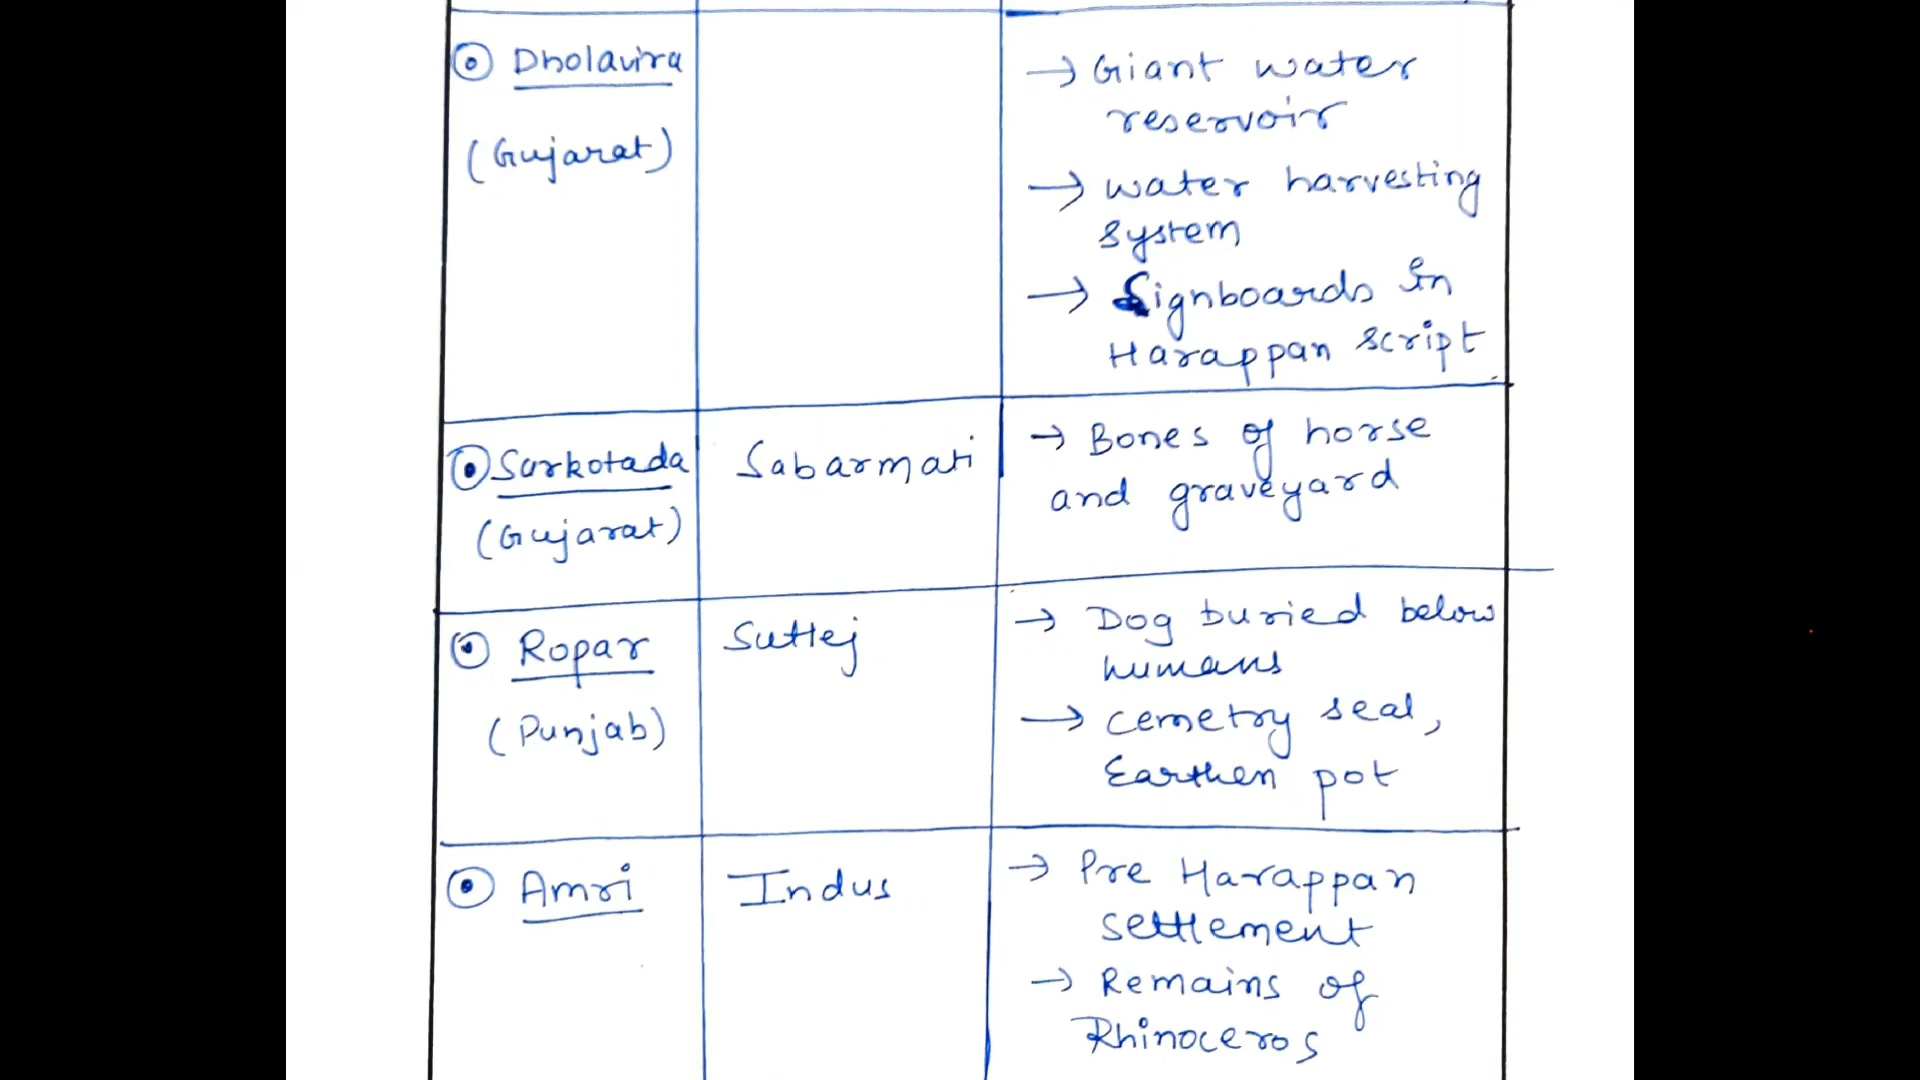 Dholavira
(Gujarat)
→ Giant water
reservoir
→ water harvesting
system
→ Signboards In
Harappan script
Surkotada
(Gujarat)
Sabarmati
→ Bones of horse
and graveyard
Ropar
(Punjab)
Sutlej
→ Dog buried below
humans
→ cemetry seal,
Earthen pot
Amri
Indus
→ Pre Harappan
settlement
→ Remains of
Rhinoceros